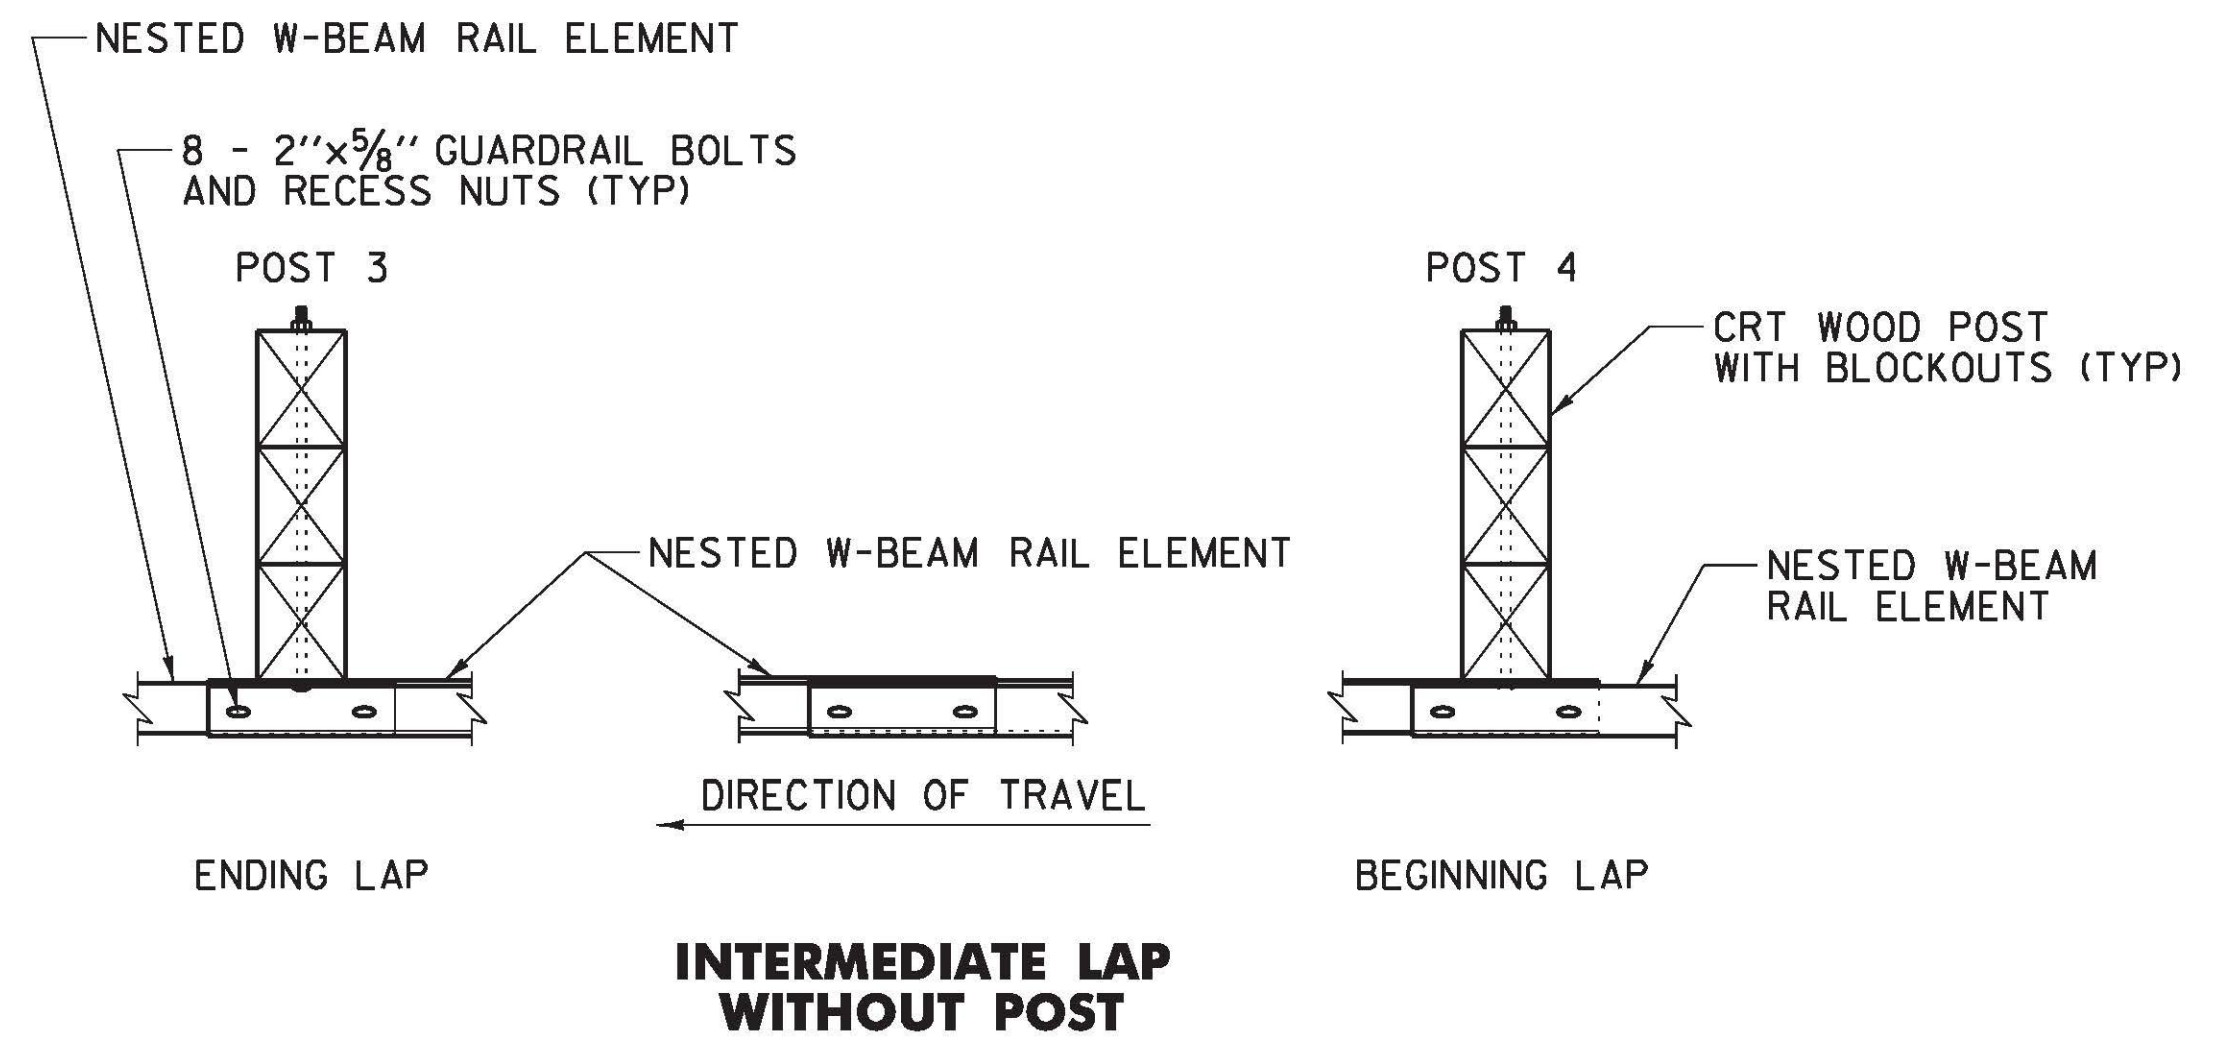 NESTED W-BEAM RAIL ELEMENT
8 - 2''x⅝'' GUARDRAIL BOLTS
AND RECESS NUTS (TYP)
POST 3
POST 4
CRT WOOD POST
WITH BLOCKOUTS (TYP)
NESTED W-BEAM RAIL ELEMENT
NESTED W-BEAM
RAIL ELEMENT
DIRECTION OF TRAVEL
ENDING LAP
BEGINNING LAP
INTERMEDIATE LAP
WITHOUT POST